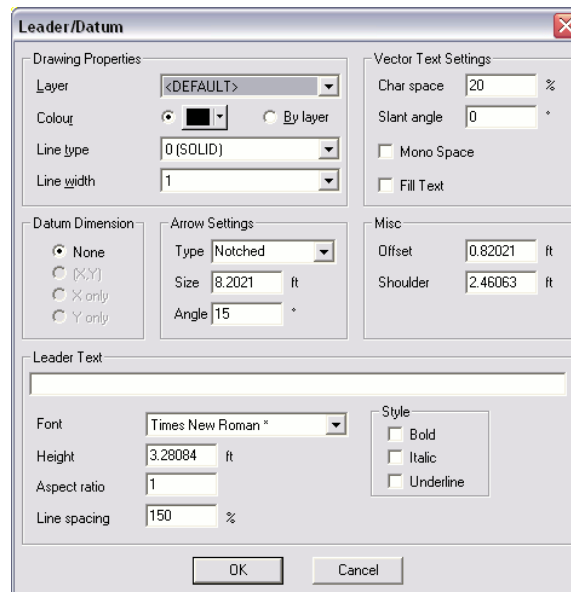 Leader/Datum
Drawing Properties
Layer <DEFAULT>
Colour By layer
Line type 0 (SOLID)
Line width 1
Vector Text Settings
Char space 20 %
Slant angle 0 °
Mono Space
Fill Text
Datum Dimension
None
(X,Y)
X only
Y only
Arrow Settings
Type Notched
Size 8.2021 ft
Angle 15 °
Misc
Offset 0.82021 ft
Shoulder 2.46063 ft
Leader Text
Font Times New Roman *
Height 3.28084 ft
Aspect ratio 1
Line spacing 150 %
Style
Bold
Italic
Underline
OK Cancel